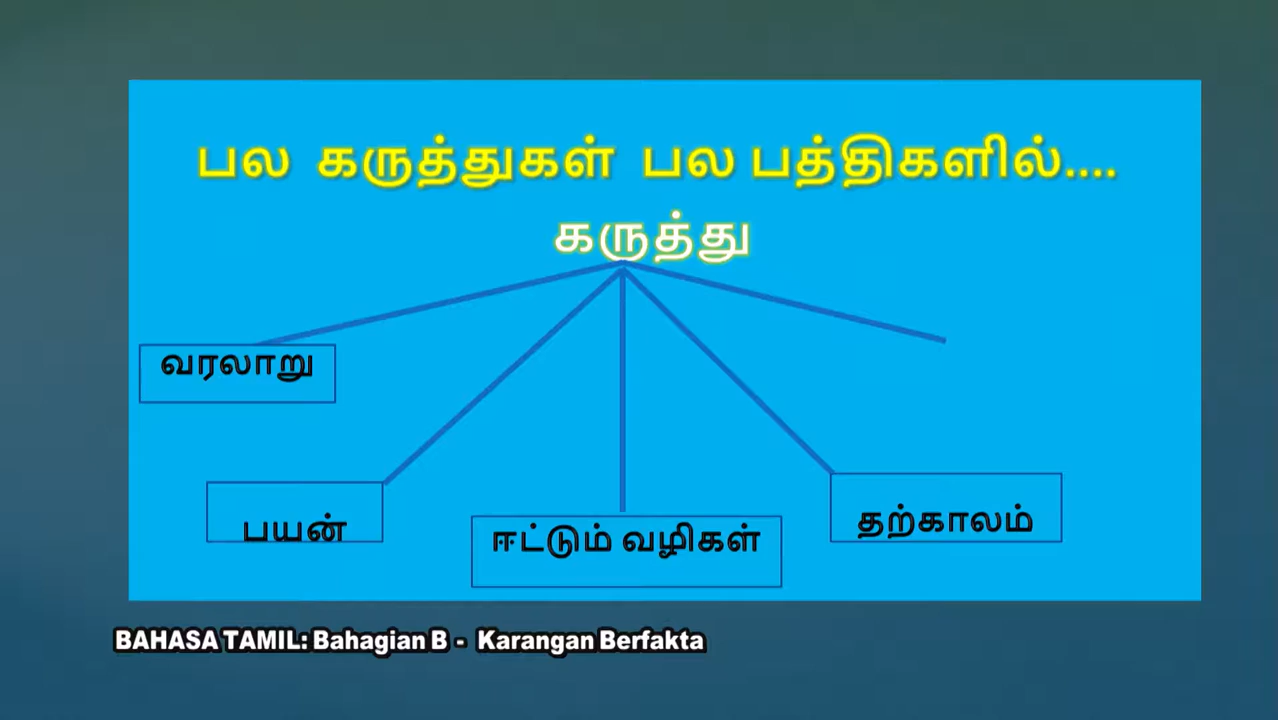 பல கருத்துகள் பல பத்திகளில்....
கருத்து
வரலாறு
பயன்
ஈட்டும் வழிகள்
தற்காலம்
BAHASA TAMIL: Bahagian B - Karangan Berfakta